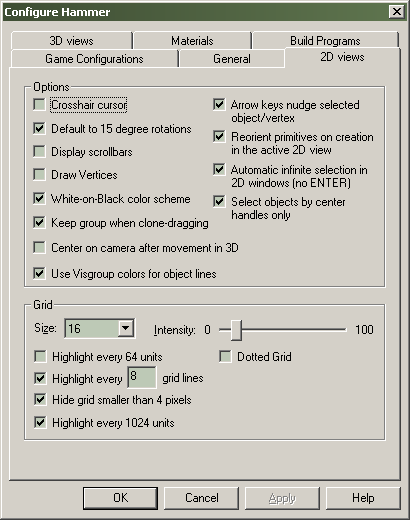 Configure Hammer
3D views Materials Build Programs
Game Configurations General 2D views
Options
Crosshair cursor
Default to 15 degree rotations
Display scrollbars
Draw Vertices
White-on-Black color scheme
Keep group when clone-dragging
Center on camera after movement in 3D
Use Visgroup colors for object lines
Arrow keys nudge selected
object/vertex
Reorient primitives on creation
in the active 2D view
Automatic infinite selection in
2D windows (no ENTER)
Select objects by center
handles only
Grid
Size: 16 Intensity: 0 100
Highlight every 64 units Dotted Grid
Highlight every 8 grid lines
Hide grid smaller than 4 pixels
Highlight every 1024 units
OK Cancel Apply Help